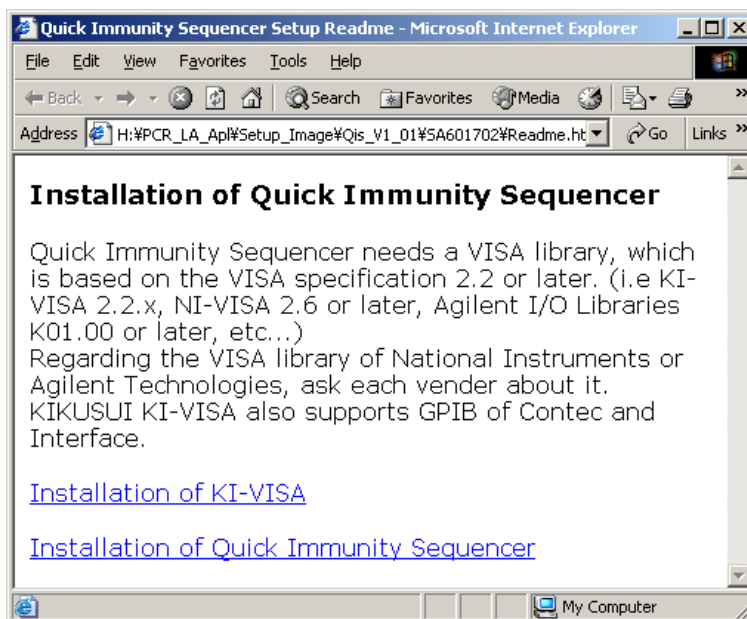 Quick Immunity Sequencer Setup Readme - Microsoft Internet Explorer
File Edit View Favorites Tools Help
Back Search Favorites Media »
Address H:¥PCR_LA_Apl¥Setup_Image¥Qis_V1_01¥SA601702¥Readme.ht Go Links »
Installation of Quick Immunity Sequencer
Quick Immunity Sequencer needs a VISA library, which
is based on the VISA specification 2.2 or later. (i.e KI-
VISA 2.2.x, NI-VISA 2.6 or later, Agilent I/O Libraries
K01.00 or later, etc...)
Regarding the VISA library of National Instruments or
Agilent Technologies, ask each vender about it.
KIKUSUI KI-VISA also supports GPIB of Contec and
Interface.
Installation of KI-VISA
Installation of Quick Immunity Sequencer
My Computer